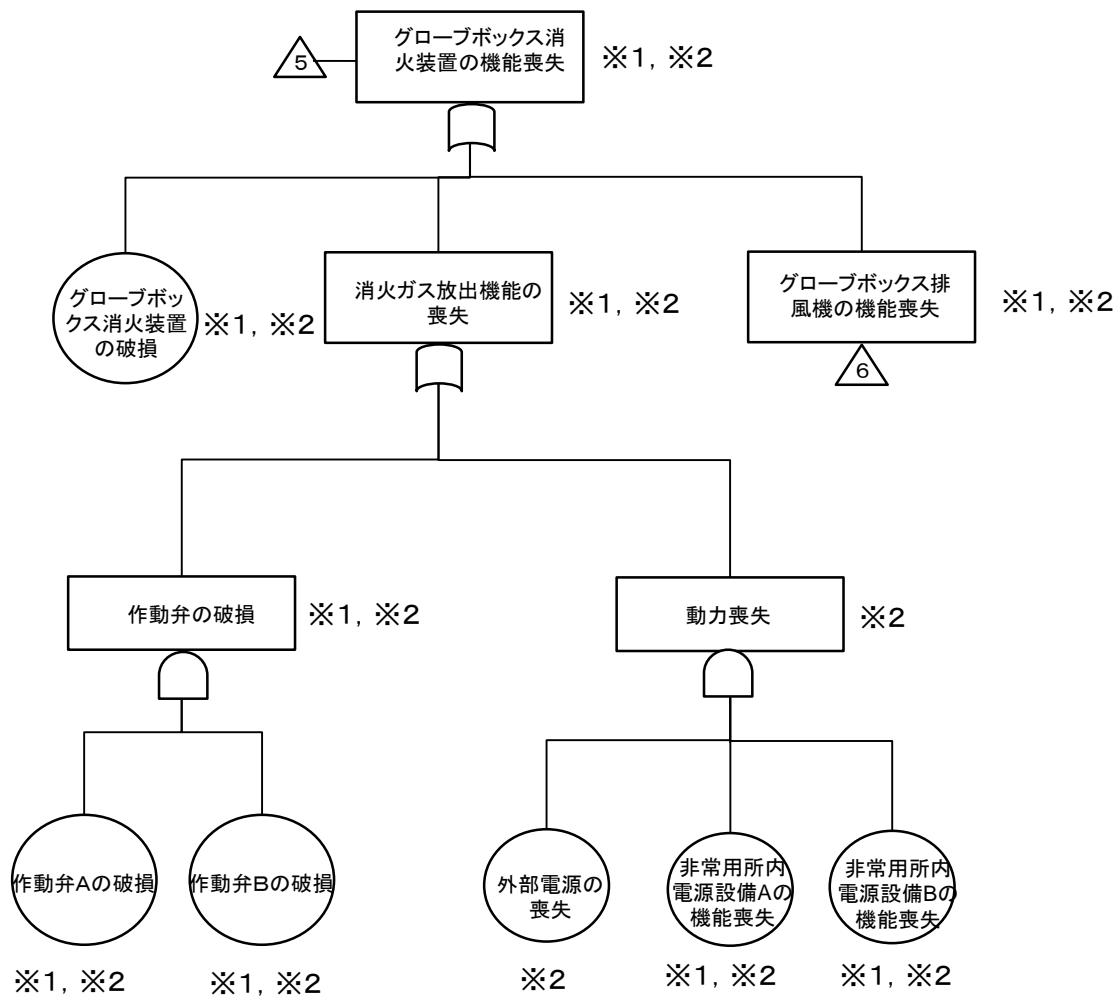 グローブボックス消
火装置の機能喪失
※1, ※2
5
グローブボッ
クス消火装置
の破損
※1, ※2
消火ガス放出機能の
喪失
※1, ※2
グローブボックス排
風機の機能喪失
※1, ※2
6
作動弁の破損
※1, ※2
動力喪失
※2
作動弁Aの破損
※1, ※2
作動弁Bの破損
※1, ※2
外部電源の
喪失
※2
非常用所内
電源設備Aの
機能喪失
※1, ※2
非常用所内
電源設備Bの
機能喪失
※1, ※2